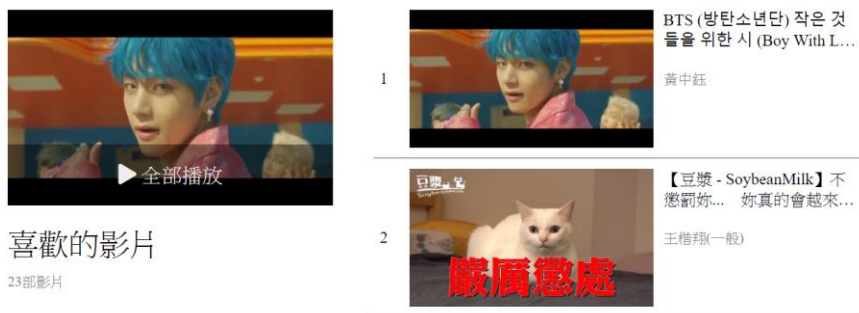 全部播放
喜歡的影片
23部影片
1
BTS (방탄소년단) 작은 것
들을 위한 시 (Boy With L…
黃中鈺
2
豆漿
SoybeanMilk
嚴厲懲處
【豆漿 - SoybeanMilk】不
懲罰妳... 妳真的會越來…
王楷翔(一般)